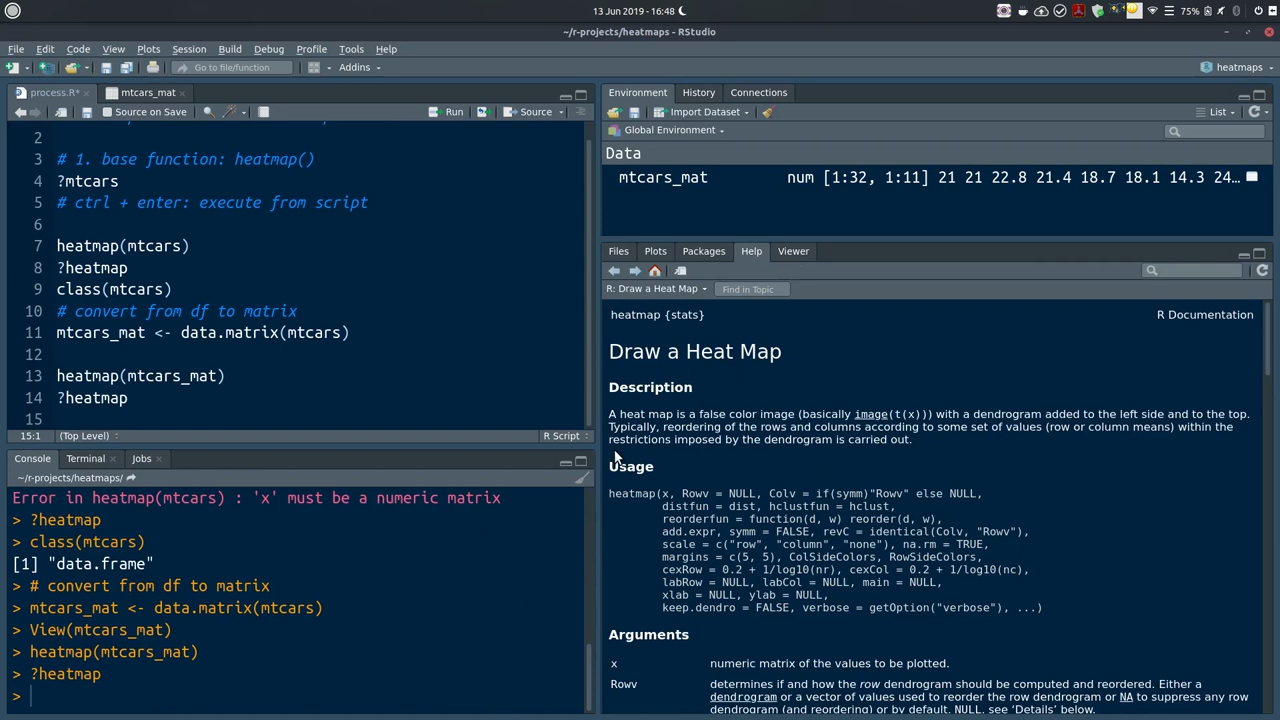 13 Jun 2019 - 16:48
75%
~/r-projects/heatmaps - RStudio
File Edit Code View Plots Session Build Debug Profile Tools Help
Go to file/function
Addins
heatmaps
process.R* mtcars_mat
Source on Save Run Source
2
3 # 1. base function: heatmap()
4 ?mtcars
5 # ctrl + enter: execute from script
6
7 heatmap(mtcars)
8 ?heatmap
9 class(mtcars)
10 # convert from df to matrix
11 mtcars_mat <- data.matrix(mtcars)
12
13 heatmap(mtcars_mat)
14 ?heatmap
15
15:1 (Top Level) R Script
Console Terminal Jobs
~/r-projects/heatmaps/
Error in heatmap(mtcars) : 'x' must be a numeric matrix
> ?heatmap
> class(mtcars)
[1] "data.frame"
> # convert from df to matrix
> mtcars_mat <- data.matrix(mtcars)
> View(mtcars_mat)
> heatmap(mtcars_mat)
> ?heatmap
>
Environment History Connections
Import Dataset List
Global Environment
Data
mtcars_mat num [1:32, 1:11] 21 21 22.8 21.4 18.7 18.1 14.3 24…
Files Plots Packages Help Viewer
R: Draw a Heat Map Find in Topic
heatmap {stats} R Documentation
Draw a Heat Map
Description
A heat map is a false color image (basically image(t(x))) with a dendrogram added to the left side and to the top.
Typically, reordering of the rows and columns according to some set of values (row or column means) within the
restrictions imposed by the dendrogram is carried out.
Usage
heatmap(x, Rowv = NULL, Colv = if(symm)"Rowv" else NULL,
distfun = dist, hclustfun = hclust,
reorderfun = function(d, w) reorder(d, w),
add.expr, symm = FALSE, revC = identical(Colv, "Rowv"),
scale = c("row", "column", "none"), na.rm = TRUE,
margins = c(5, 5), ColSideColors, RowSideColors,
cexRow = 0.2 + 1/log10(nr), cexCol = 0.2 + 1/log10(nc),
labRow = NULL, labCol = NULL, main = NULL,
xlab = NULL, ylab = NULL,
keep.dendro = FALSE, verbose = getOption("verbose"), ...)
Arguments
x numeric matrix of the values to be plotted.
Rowv determines if and how the row dendrogram should be computed and reordered. Either a
dendrogram or a vector of values used to reorder the row dendrogram or NA to suppress any row
dendrogram (and reordering) or by default, NULL, see ‘Details’ below.